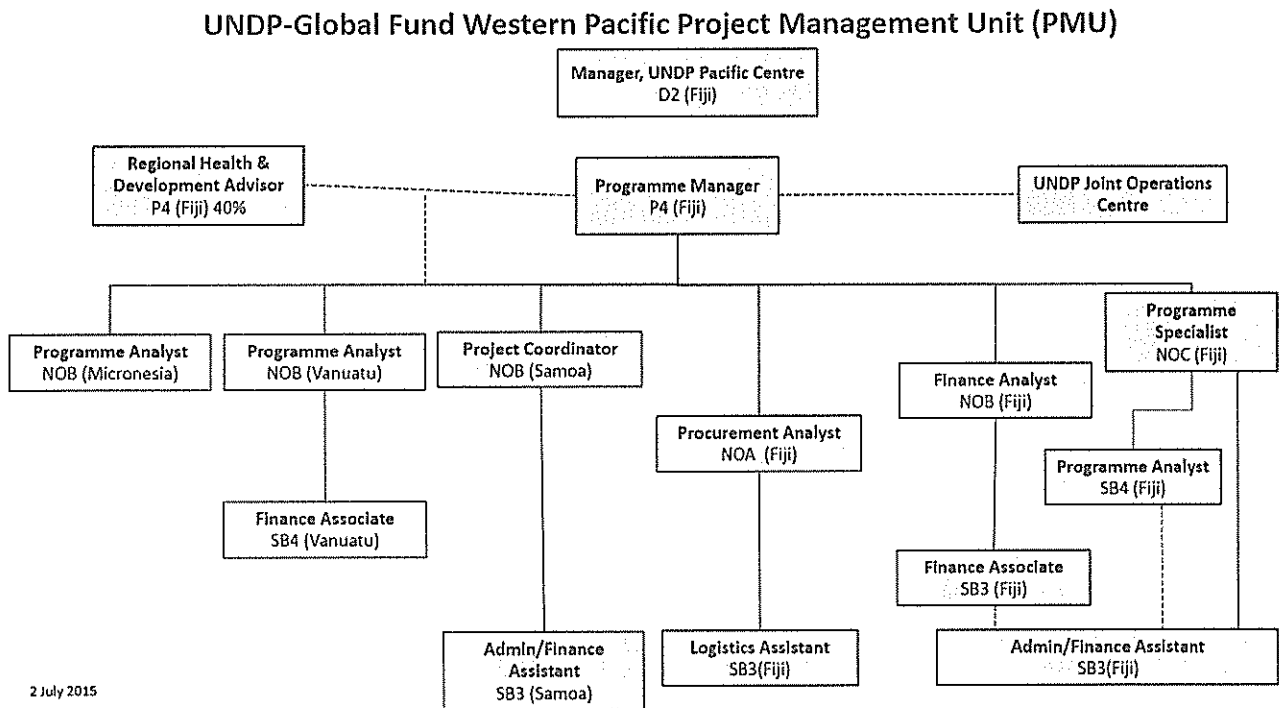 UNDP-Global Fund Western Pacific Project Management Unit (PMU)
Manager, UNDP Pacific Centre
D2 (Fiji)
Regional Health &
Development Advisor
P4 (Fiji) 40%
Programme Manager
P4 (Fiji)
UNDP Joint Operations
Centre
Programme Analyst
NOB (Micronesia)
Programme Analyst
NOB (Vanuatu)
Project Coordinator
NOB (Samoa)
Procurement Analyst
NOA (Fiji)
Finance Analyst
NOB (Fiji)
Programme
Specialist
NOC (Fiji)
Programme Analyst
SB4 (Fiji)
Finance Associate
SB4 (Vanuatu)
Finance Associate
SB3 (Fiji)
Admin/Finance
Assistant
SB3 (Samoa)
Logistics Assistant
SB3(Fiji)
Admin/Finance Assistant
SB3(Fiji)
2 July 2015